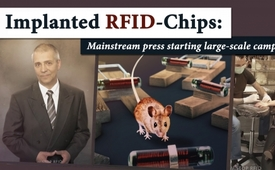 Implanted RFID-Chips:
Mainstream press starting large-scale camp